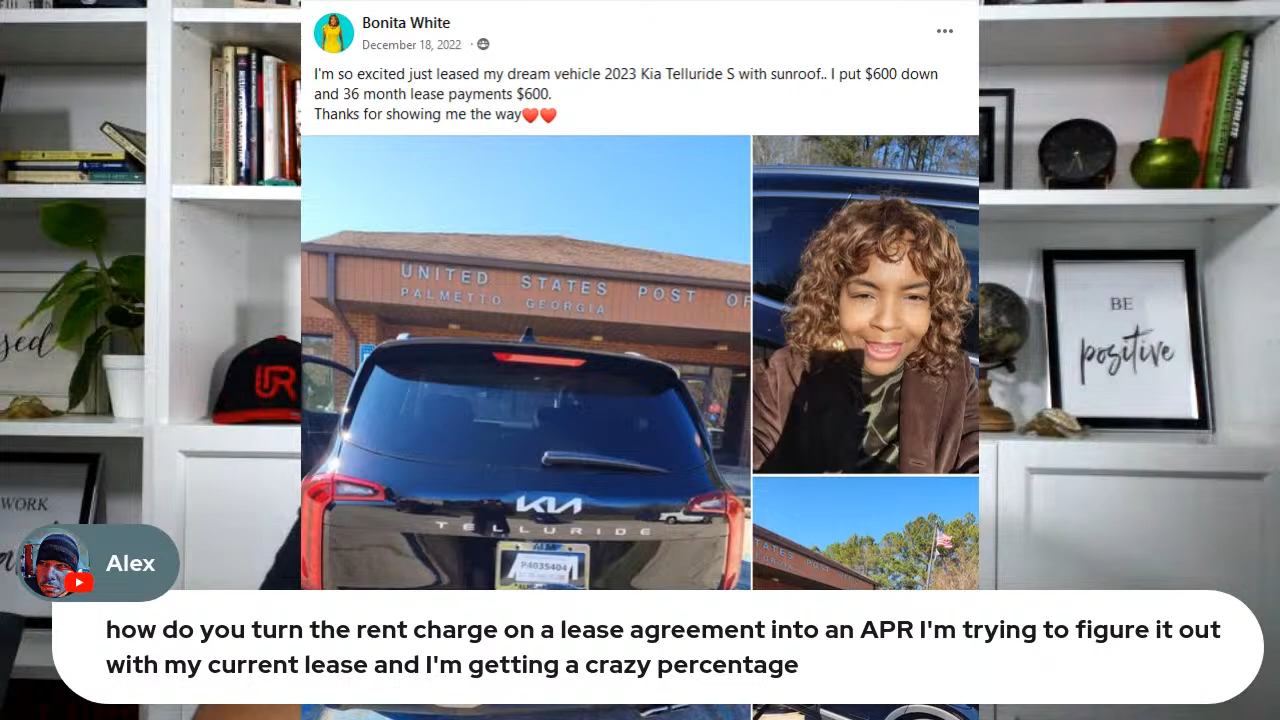 Bonita White
December 18, 2022 ·
I'm so excited just leased my dream vehicle 2023 Kia Telluride S with sunroof.. I put $600 down
and 36 month lease payments $600.
Thanks for showing me the way❤️❤️
UNITED STATES POST OF
PALMETTO GEORGIA
KIA
TELLURIDE
P4035404
BE
positive
WORK
sed
Alex
how do you turn the rent charge on a lease agreement into an APR I'm trying to figure it out
with my current lease and I'm getting a crazy percentage